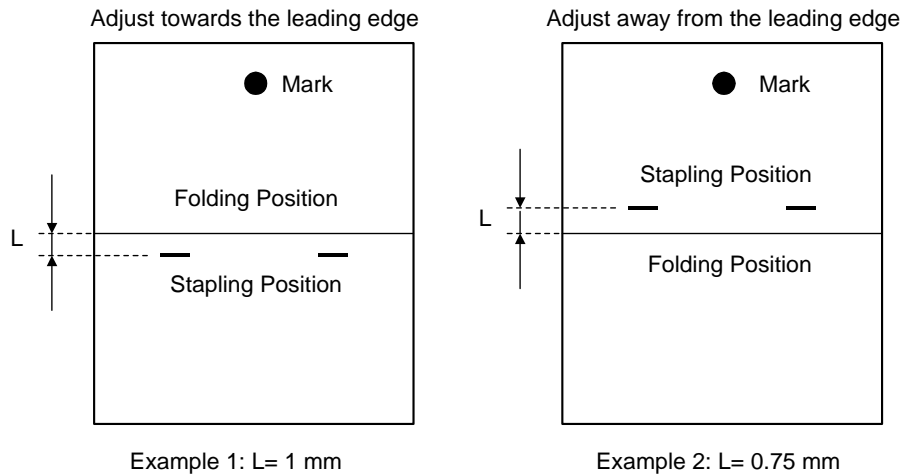 Adjust towards the leading edge
Mark
Folding Position
L
Stapling Position
Example 1: L= 1 mm
Adjust away from the leading edge
Mark
Stapling Position
L
Folding Position
Example 2: L= 0.75 mm